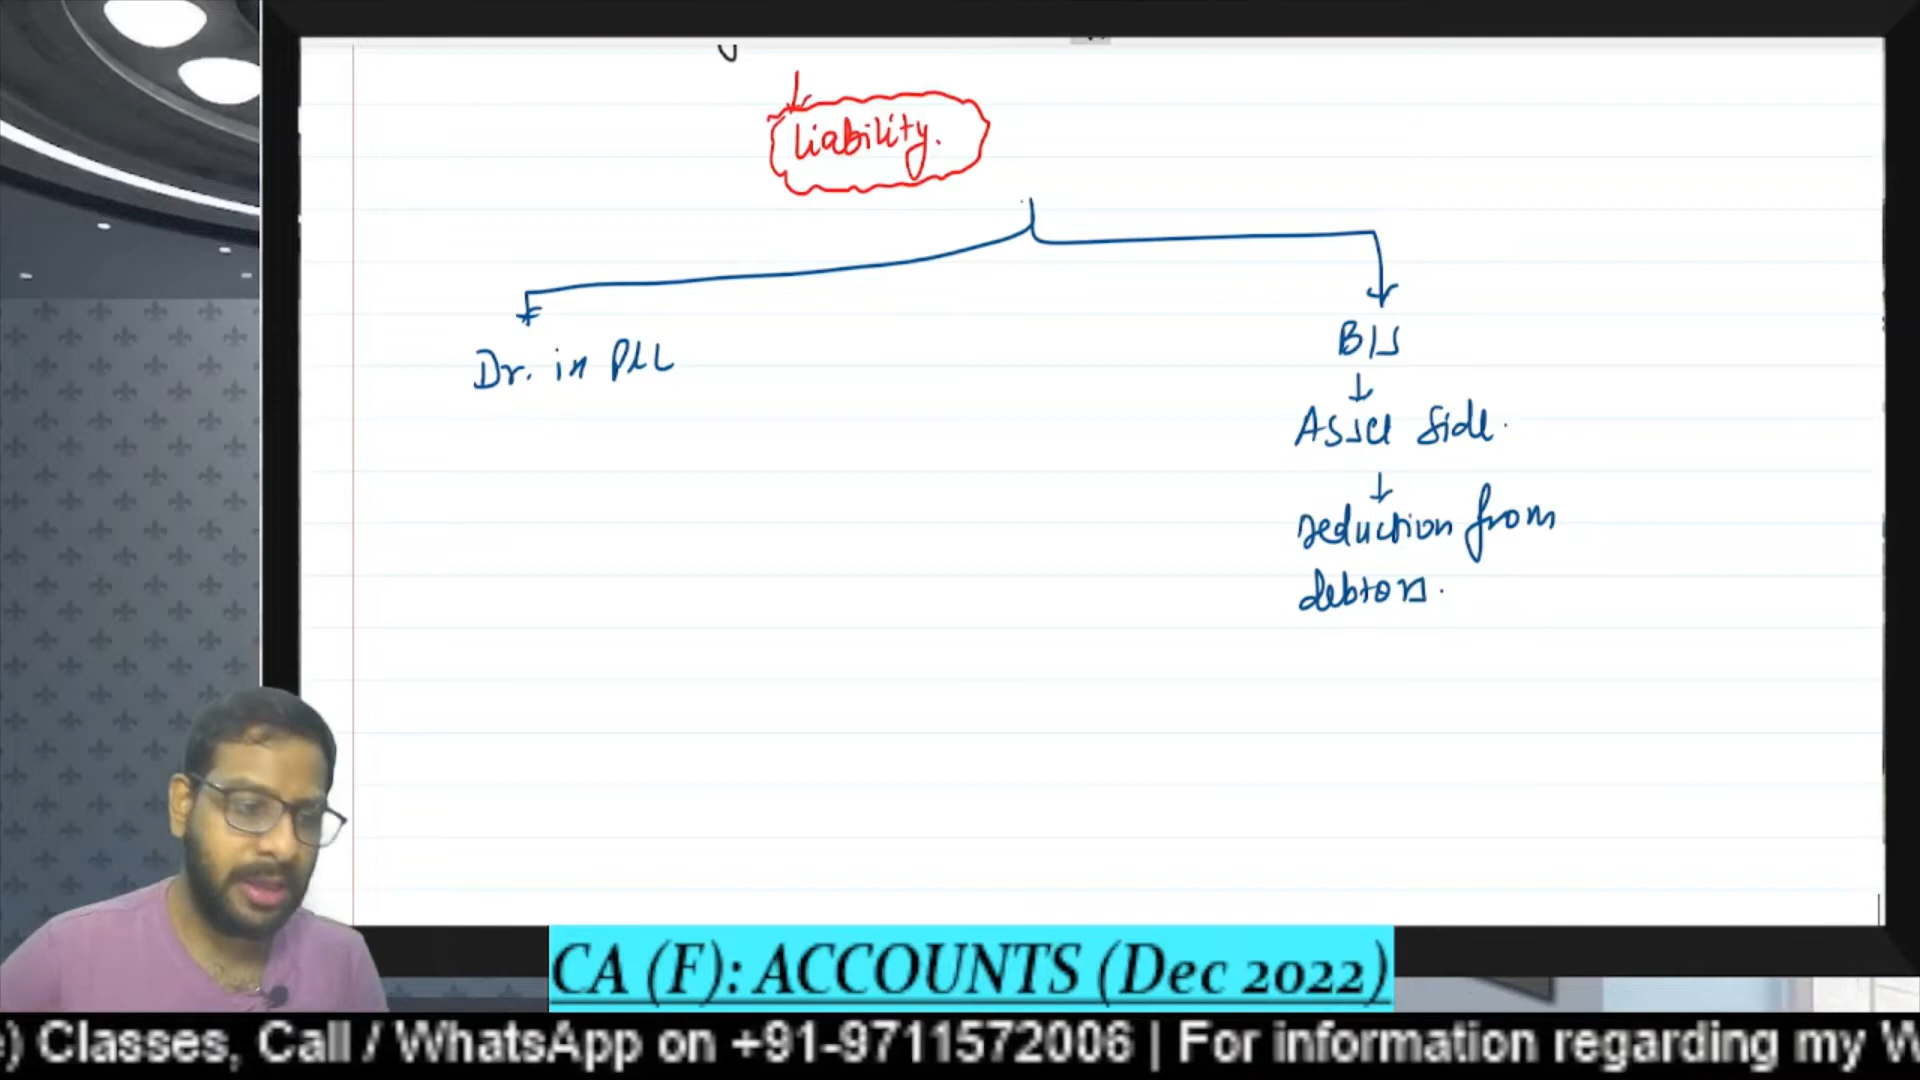 liability.
Dr. in P&L
B/S
Asset side.
reduction from
debtors.
CA (F): ACCOUNTS (Dec 2022)
e) Classes, Call / WhatsApp on +91-9711572006 | For information regarding my W